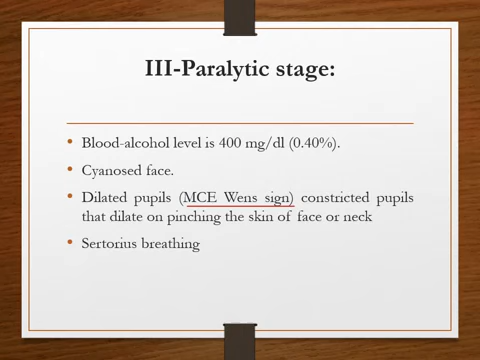 III-Paralytic stage:
• Blood-alcohol level is 400 mg/dl (0.40%).
• Cyanosed face.
• Dilated pupils (MCE Wens sign) constricted pupils
that dilate on pinching the skin of face or neck
• Sertorius breathing